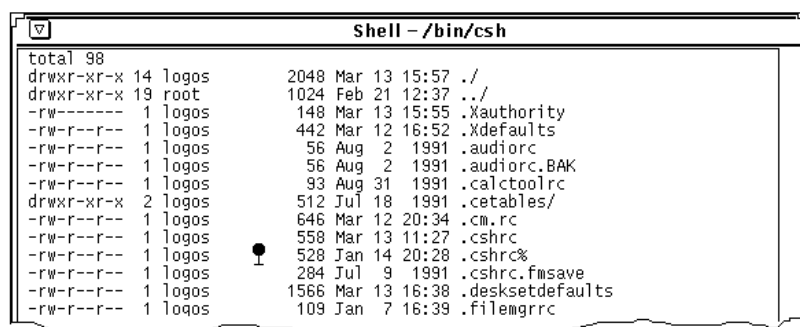 Shell – /bin/csh
total 98
drwxr-xr-x 14 logos 2048 Mar 13 15:57 ./
drwxr-xr-x 19 root 1024 Feb 21 12:37 ../
-rw------- 1 logos 148 Mar 13 15:55 .Xauthority
-rw-r--r-- 1 logos 442 Mar 12 16:52 .Xdefaults
-rw-r--r-- 1 logos 56 Aug 2 1991 .audiorc
-rw-r--r-- 1 logos 56 Aug 2 1991 .audiorc.BAK
-rw-r--r-- 1 logos 93 Aug 31 1991 .calctoolrc
drwxr-xr-x 2 logos 512 Jul 18 1991 .cetables/
-rw-r--r-- 1 logos 646 Mar 12 20:34 .cm.rc
-rw-r--r-- 1 logos 558 Mar 13 11:27 .cshrc
-rw-r--r-- 1 logos 528 Jan 14 20:28 .cshrc%
-rw-r--r-- 1 logos 284 Jul 9 1991 .cshrc.fmsave
-rw-r--r-- 1 logos 1566 Mar 13 16:38 .desksetdefaults
-rw-r--r-- 1 logos 109 Jan 7 16:39 .filemgrrc